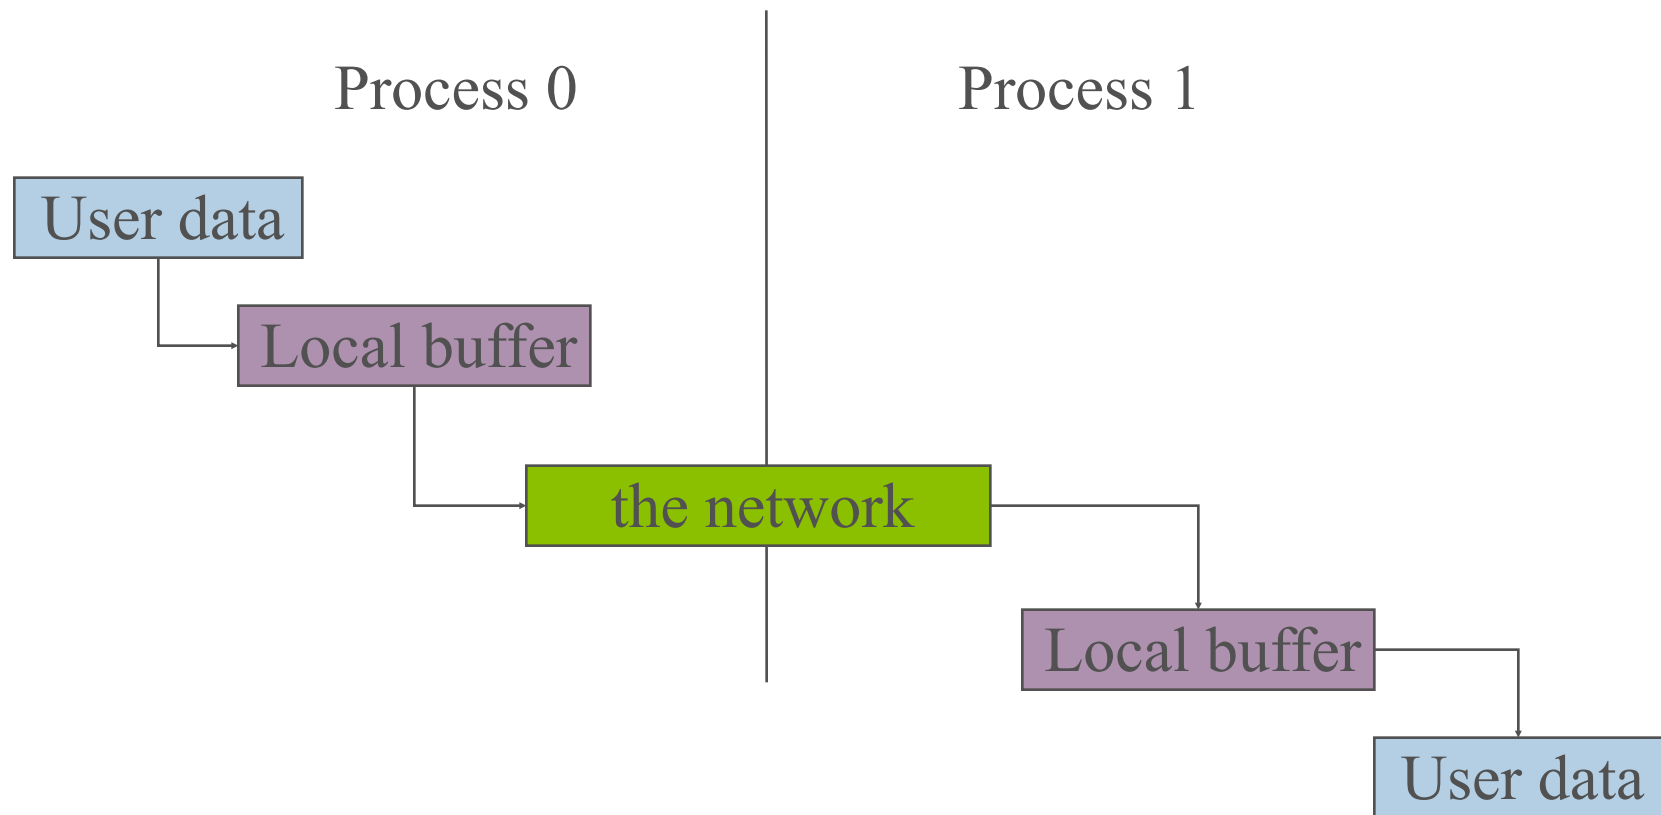 Process 0
Process 1
User data
Local buffer
the network
Local buffer
User data